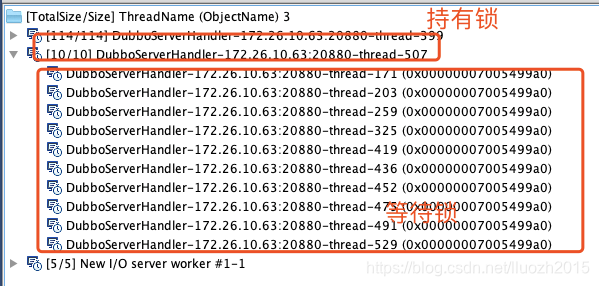 [TotalSize/Size] ThreadName (ObjectName) 3
持有锁
[114/114] DubboServerHandler-172.26.10.63:20880-thread-399
[10/10] DubboServerHandler-172.26.10.63:20880-thread-507
DubboServerHandler-172.26.10.63:20880-thread-171 (0x00000007005499a0)
DubboServerHandler-172.26.10.63:20880-thread-203 (0x00000007005499a0)
DubboServerHandler-172.26.10.63:20880-thread-259 (0x00000007005499a0)
DubboServerHandler-172.26.10.63:20880-thread-325 (0x00000007005499a0)
DubboServerHandler-172.26.10.63:20880-thread-419 (0x00000007005499a0)
DubboServerHandler-172.26.10.63:20880-thread-436 (0x00000007005499a0)
DubboServerHandler-172.26.10.63:20880-thread-452 (0x00000007005499a0)
DubboServerHandler-172.26.10.63:20880-thread-475 (0x00000007005499a0)
等待锁
DubboServerHandler-172.26.10.63:20880-thread-491 (0x00000007005499a0)
DubboServerHandler-172.26.10.63:20880-thread-529 (0x00000007005499a0)
[5/5] New I/O server worker #1-1
https://blog.csdn.net/lluozh2015